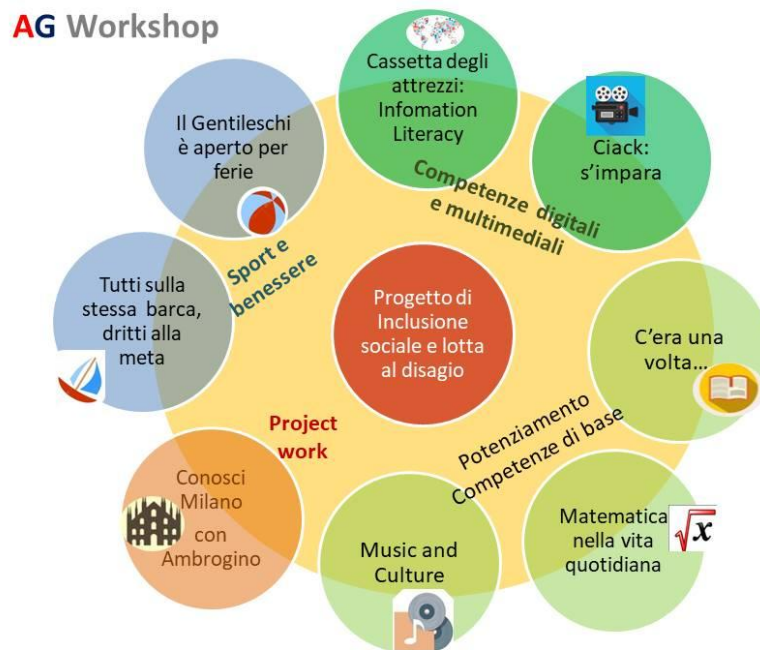 AG Workshop
Cassetta degli
attrezzi:
Infomation
Literacy
Ciack:
s'impara
Il Gentileschi
è aperto per
ferie
Competenze digitali
e multimediali
Sport e
benessere
Tutti sulla
stessa barca,
dritti alla
meta
Progetto di
Inclusione
sociale e lotta
al disagio
C'era una
volta...
Project
work
Potenziamento
Competenze di base
Conosci
Milano
con
Ambrogino
Music and
Culture
Matematica
nella vita
quotidiana
√x